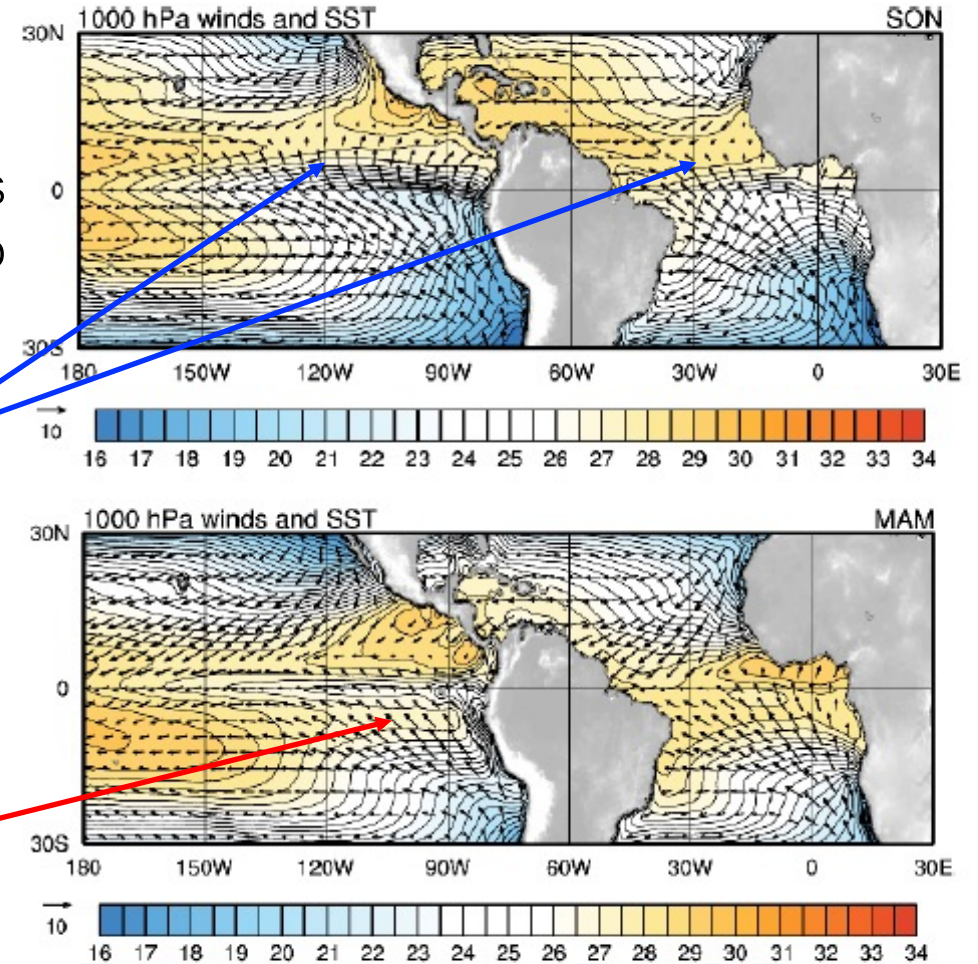 1000 hPa winds and SST SON
30N
0
30S
180 150W 120W 90W 60W 30W 0 30E
10
16 17 18 19 20 21 22 23 24 25 26 27 28 29 30 31 32 33 34
1000 hPa winds and SST MAM
30N
0
30S
180 150W 120W 90W 60W 30W 0 30E
10
16 17 18 19 20 21 22 23 24 25 26 27 28 29 30 31 32 33 34